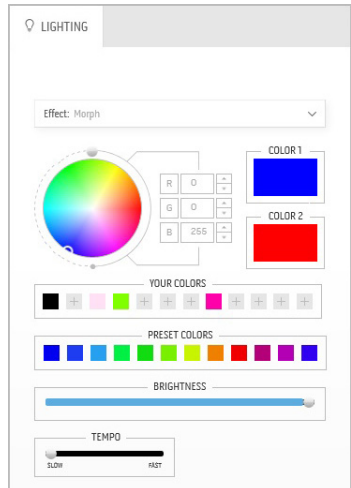 LIGHTING
Effect: Morph
COLOR 1
R 0
G 0
B 255
COLOR 2
YOUR COLORS
PRESET COLORS
BRIGHTNESS
TEMPO
SLOW FAST